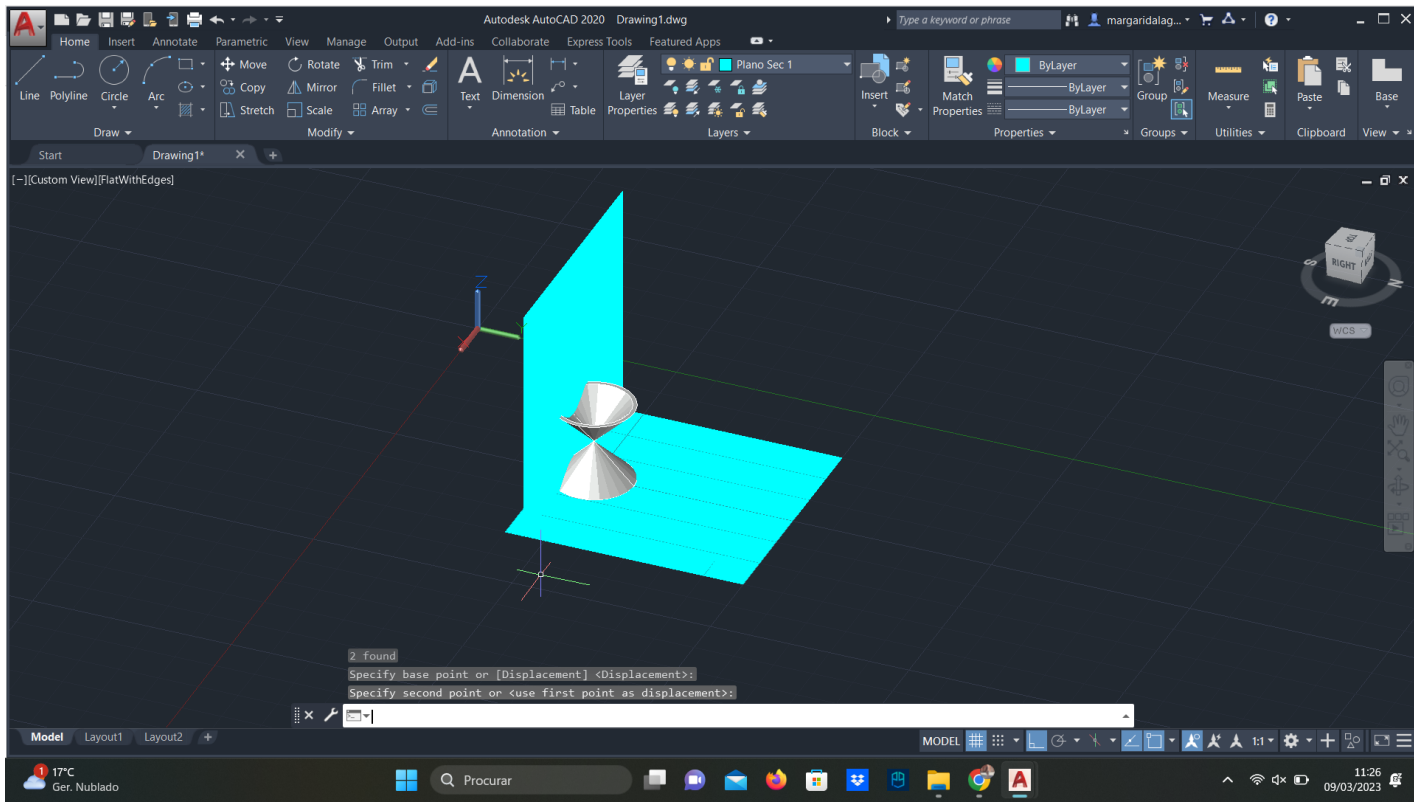 Autodesk AutoCAD 2020 Drawing1.dwg
Type a keyword or phrase
margaridalag...
Home Insert Annotate Parametric View Manage Output Add-ins Collaborate Express Tools Featured Apps
Line Polyline Circle Arc
Move Rotate Trim
Copy Mirror Fillet
Stretch Scale Array
Text Dimension
Table
Layer Properties
Plano Sec 1
Insert
Match Properties
ByLayer
ByLayer
ByLayer
Group
Measure
Paste
Base
Draw Modify Annotation Layers Block Properties Groups Utilities Clipboard View
Start Drawing1*
[−][Custom View][FlatWithEdges]
Z
Y
RIGHT
S
N
E
WCS
2 found
Specify base point or [Displacement] <Displacement>:
Specify second point or <use first point as displacement>:
Model Layout1 Layout2
MODEL
1:1
1
17°C
Ger. Nublado
Procurar
11:26
09/03/2023